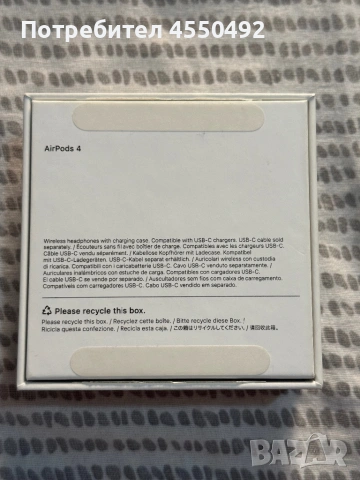 Потребител 4550492
AirPods 4
Wireless headphones with charging case. Compatible with USB-C chargers. USB-C cable sold
separately. / Écouteurs sans fil avec boîtier de charge. Compatibles avec les chargeurs USB-C.
Câble USB-C vendu séparément. / Kabellose Kopfhörer mit Ladecase. Kompatibel
mit USB-C-Ladegeräten. USB-C-Kabel separat erhältlich. / Auricolari wireless con custodia
di ricarica. Compatibili con i caricabatterie USB-C. Cavo USB-C venduto separatamente. /
Auriculares inalámbricos con estuche de carga. Compatibles con cargadores USB-C.
El cable USB-C se vende por separado. / Auscultadores sem fios com caixa de carregamento.
Compatíveis com carregadores USB-C. Cabo USB-C vendido em separado.
Please recycle this box.
Please recycle this box. / Recyclez cette boîte. / Bitte recycle diese Box. /
Ricicla questa confezione. / Recicla esta caja. / この箱はリサイクルしてください。/ 请回收此箱。
BAZAR